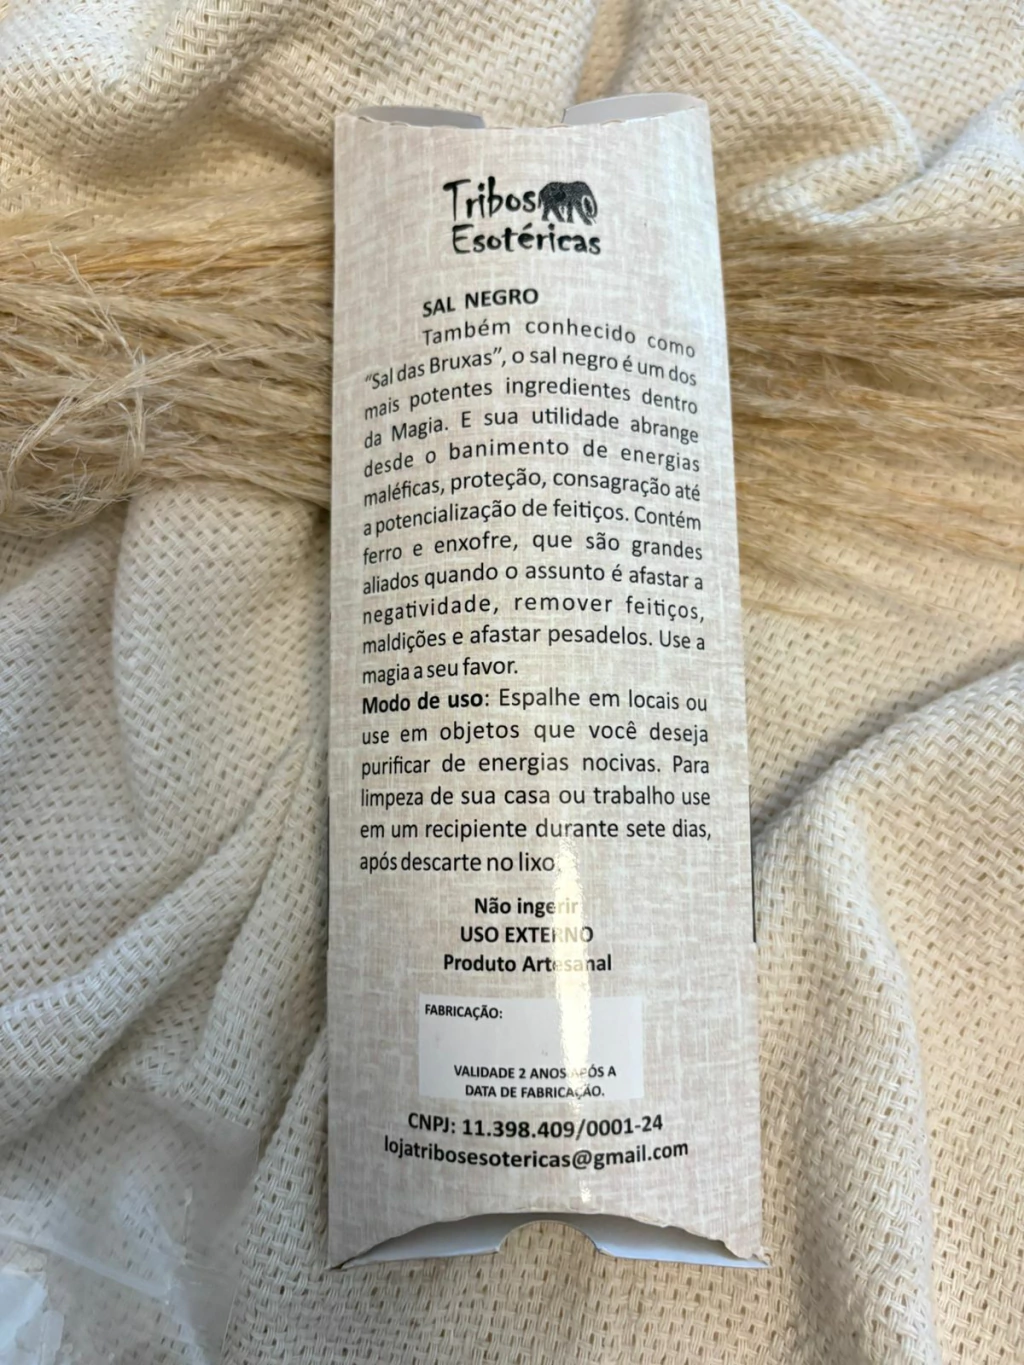 Tribos
Esotéricas
SAL NEGRO
Também conhecido como
“Sal das Bruxas”, o sal negro é um dos
mais potentes ingredientes dentro
da Magia. E sua utilidade abrange
desde o banimento de energias
maléficas, proteção, consagração até
a potencialização de feitiços. Contém
ferro e enxofre, que são grandes
aliados quando o assunto é afastar a
negatividade, remover feitiços,
maldições e afastar pesadelos. Use a
magia a seu favor.
Modo de uso: Espalhe em locais ou
use em objetos que você deseja
purificar de energias nocivas. Para
limpeza de sua casa ou trabalho use
em um recipiente durante sete dias,
após descarte no lixo.
Não ingerir
USO EXTERNO
Produto Artesanal
FABRICAÇÃO:
VALIDADE 2 ANOS APÓS A
DATA DE FABRICAÇÃO.
CNPJ: 11.398.409/0001-24
lojatribosesotericas@gmail.com